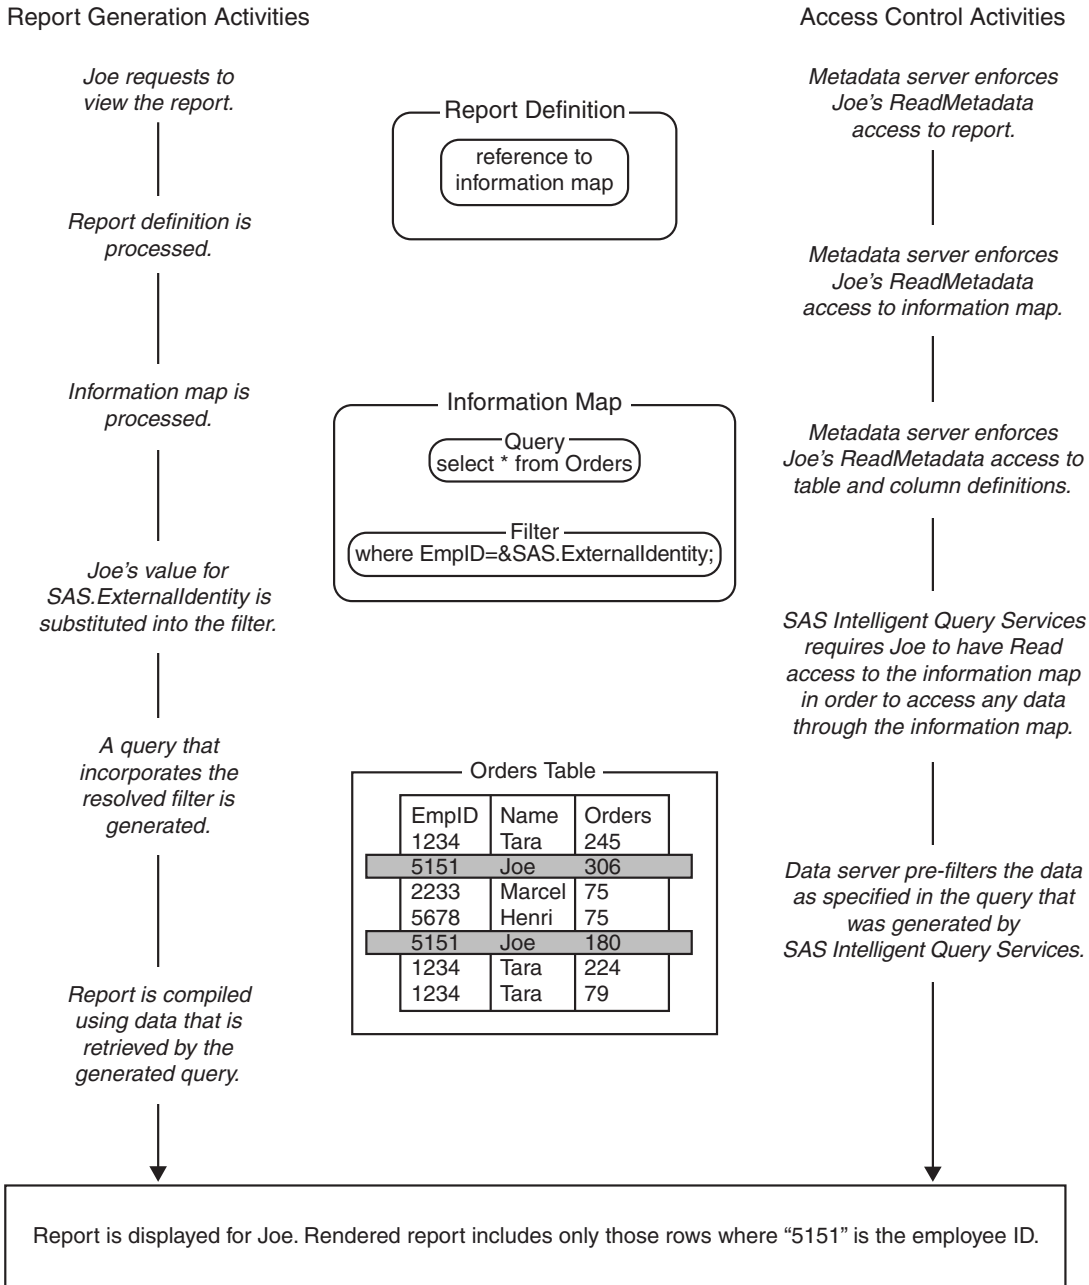 Report Generation Activities
Joe requests to
view the report.
Report definition is
processed.
Information map is
processed.
Joe's value for
SAS.ExternalIdentity is
substituted into the filter.
A query that
incorporates the
resolved filter is
generated.
Report is compiled
using data that is
retrieved by the
generated query.
Report Definition
reference to
information map
Information Map
Query
select * from Orders
Filter
where EmpID=&SAS.ExternalIdentity;
Orders Table
EmpID Name Orders
1234 Tara 245
5151 Joe 306
2233 Marcel 75
5678 Henri 75
5151 Joe 180
1234 Tara 224
1234 Tara 79
Access Control Activities
Metadata server enforces
Joe's ReadMetadata
access to report.
Metadata server enforces
Joe's ReadMetadata
access to information map.
Metadata server enforces
Joe's ReadMetadata access to
table and column definitions.
SAS Intelligent Query Services
requires Joe to have Read
access to the information map
in order to access any data
through the information map.
Data server pre-filters the data
as specified in the query that
was generated by
SAS Intelligent Query Services.
Report is displayed for Joe. Rendered report includes only those rows where “5151” is the employee ID.